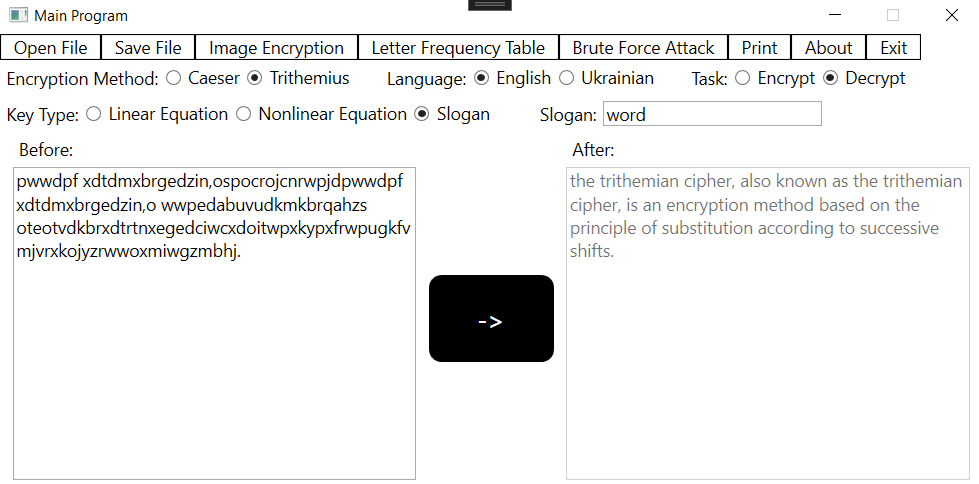 Main Program
Open File Save File Image Encryption Letter Frequency Table Brute Force Attack Print About Exit
Encryption Method: Caeser Trithemius Language: English Ukrainian Task: Encrypt Decrypt
Key Type: Linear Equation Nonlinear Equation Slogan Slogan: word
Before: After:
pwwdpf xdtdmxbrgedzin,ospocrojcnrwpjdpwwdpf
xdtdmxbrgedzin,o wwpedabuvudkmkbrqahzs
oteotvdkbrxdtrtnxegedciwcxdoitwpxkypxfrwpugkfv
mjvrxkojyzrwwoxmiwgzmbhj.
->
the trithemian cipher, also known as the trithemian
cipher, is an encryption method based on the
principle of substitution according to successive
shifts.